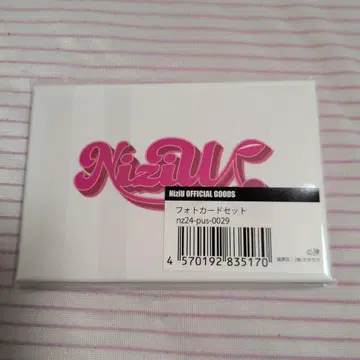 NiziU
NiziU OFFICIAL GOODS
フォトカードセット
nz24-pus-0029
4 570192 835170